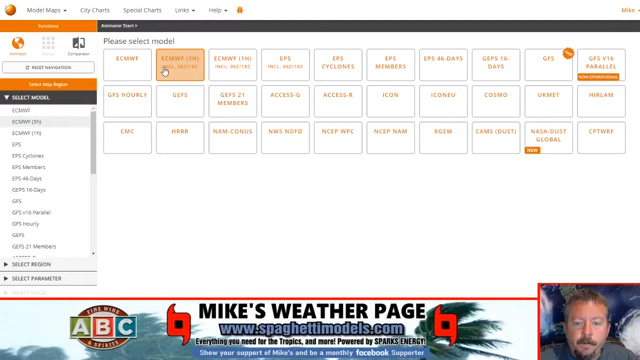 Model Maps
City Charts
Special Charts
Links
Help
Mike
Functions
Animator Start>
Animator
Comparator
RESET NAVIGATION
Select Map Region
SELECT MODEL
ECMWF
ECMWF (3H)
ECMWF (1H)
EPS
EPS Cyclones
EPS Members
EPS 46-Days
GEPS 16-Days
GFS
GFS v16 Parallel
GFS Hourly
GEFS
GEFS 21 Members
ACCESS-G
SELECT REGION
SELECT PARAMETER
Please select model
ECMWF
ECMWF (3H)
INCL. 06Z/18Z
ECMWF (1H)
INCL. 06Z/18Z
EPS
INCL. 06Z/18Z
EPS
CYCLONES
EPS
MEMBERS
EPS 46-DAYS
GEPS 16-
DAYS
GFS
GFS V16
PARALLEL
NON-OPERATIONAL
GFS HOURLY
GEFS
GEFS 21
MEMBERS
ACCESS-G
ACCESS-R
ICON
ICONEU
COSMO
UKMET
HIRLAM
CMC
HRRR
NAM-CONUS
NWS NDFD
NCEP WPC
NCEP NAM
RGEM
CAMS (DUST)
NASA-DUST
GLOBAL
NEW
CPTWRF
FINE WINE
ABC
& SPIRITS
MIKE'S WEATHER PAGE
www.spaghettimodels.com
Everything you need for the Tropics, and more! Powered by SPARKS ENERGY!
Show your support of Mike's and be a monthly facebook Supporter